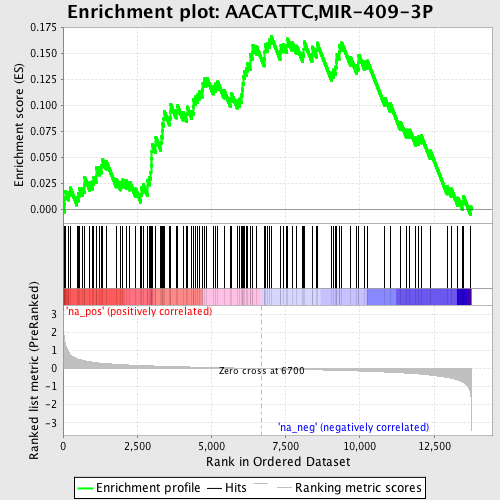 Enrichment plot: AACATTC,MIR-409-3P
Enrichment score (ES)
0.175
0.150
0.125
0.100
0.075
0.050
0.025
0.000
'na_pos' (positively correlated)
Ranked list metric (PreRanked)
3
2
1
0
-1
-2
-3
Zero cross at 6700
'na_neg' (negatively correlated)
0
2,500
5,000
7,500
10,000
12,500
Rank in Ordered Dataset
Enrichment profile
Hits
Ranking metric scores